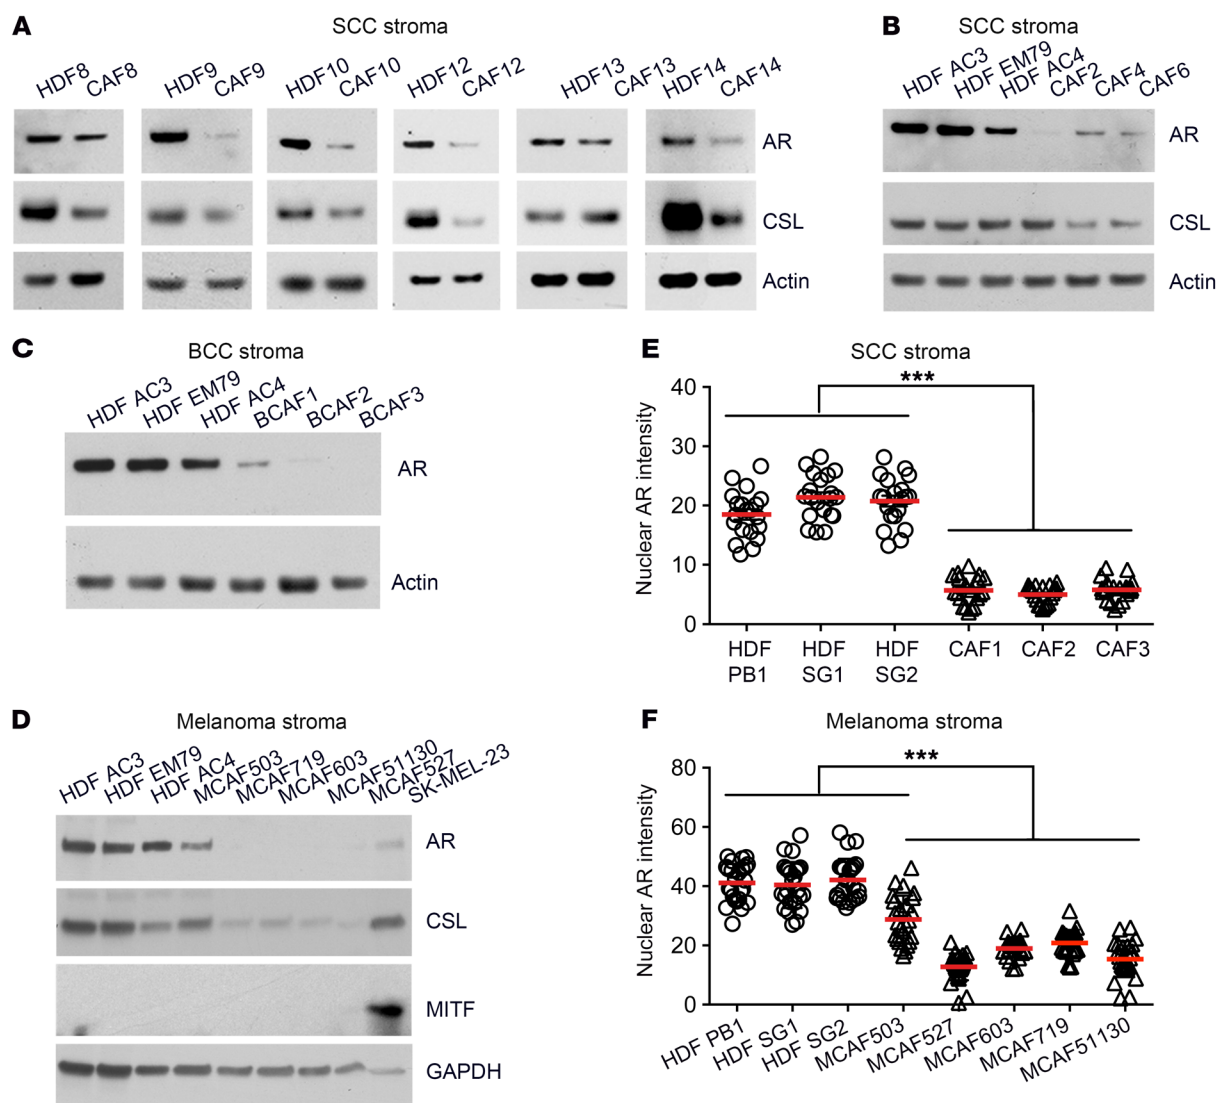 A
SCC stroma
HDF8 CAF8 HDF9 CAF9 HDF10 CAF10 HDF12 CAF12 HDF13 CAF13 HDF14 CAF14
AR
CSL
Actin
B
SCC stroma
HDF AC3 HDF EM79 HDF AC4 CAF2 CAF4 CAF6
AR
CSL
Actin
C
BCC stroma
HDF AC3 HDF EM79 HDF AC4 BCAF1 BCAF2 BCAF3
AR
Actin
E
SCC stroma
***
Nuclear AR intensity
40
30
20
10
0
HDF PB1
HDF SG1
HDF SG2
CAF1
CAF2
CAF3
D
Melanoma stroma
HDF AC3 HDF EM79 HDF AC4 MCAF503 MCAF719 MCAF603 MCAF51130 MCAF527 SK-MEL-23
AR
CSL
MITF
GAPDH
F
Melanoma stroma
***
Nuclear AR intensity
80
60
40
20
0
HDF PB1
HDF SG1
HDF SG2
MCAF503
MCAF527
MCAF603
MCAF719
MCAF51130